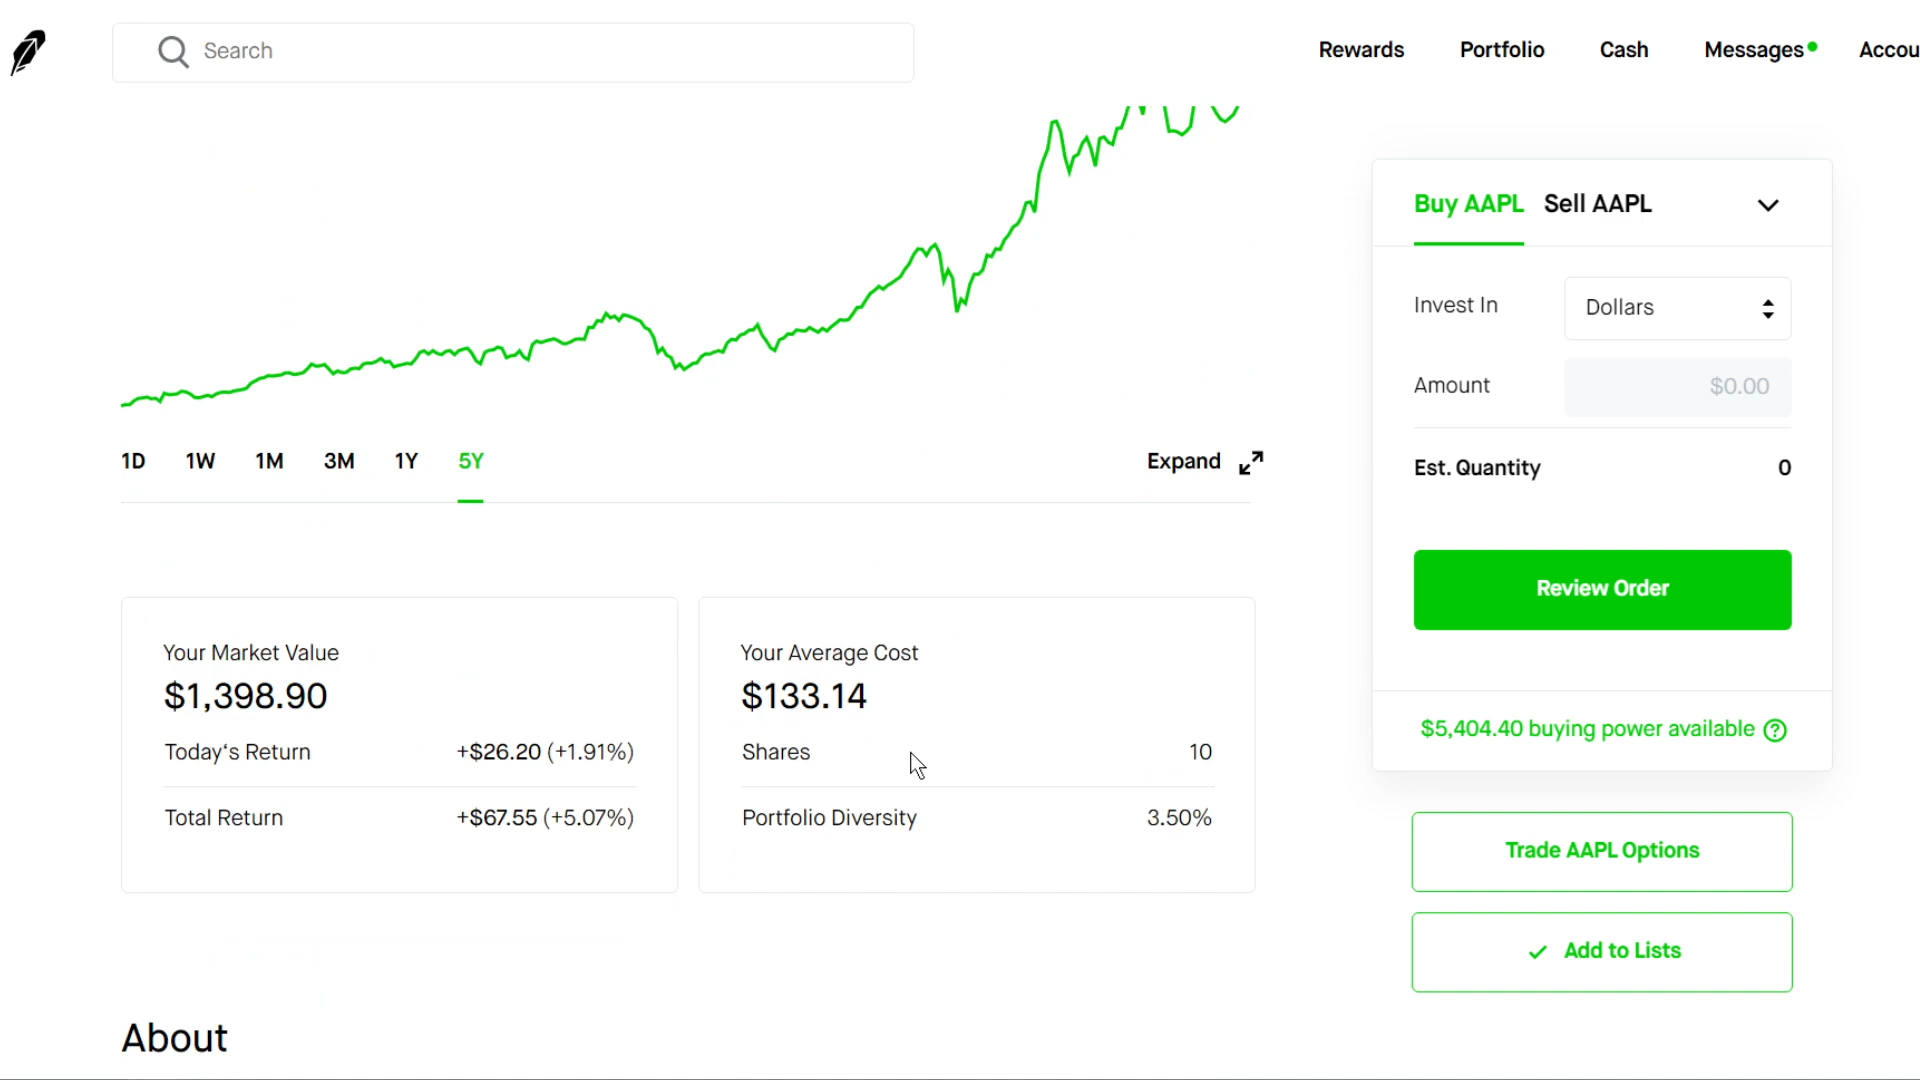 Search
Rewards Portfolio Cash Messages Accou
Buy AAPL Sell AAPL
Invest In Dollars
Amount $0.00
Est. Quantity 0
Review Order
$5,404.40 buying power available ?
Trade AAPL Options
Add to Lists
1D 1W 1M 3M 1Y 5Y Expand
Your Market Value
$1,398.90
Today's Return +$26.20 (+1.91%)
Total Return +$67.55 (+5.07%)
Your Average Cost
$133.14
Shares 10
Portfolio Diversity 3.50%
About